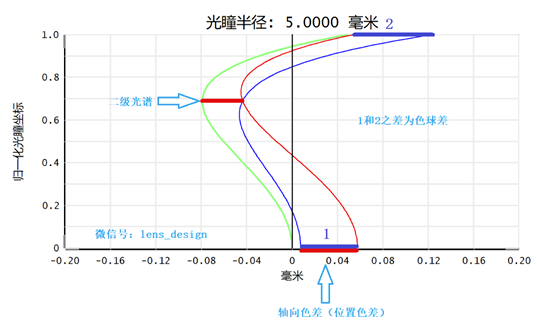 光瞳半径: 5.0000 毫米 2
1.0
0.8
二级光谱
归一化光瞳坐标
0.6
1和2之差为色球差
0.4
0.2
微信号: lens_design
1
0
-0.20 -0.16 -0.12 -0.08 -0.04 0 0.04 0.08 0.12 0.16 0.20
毫米
轴向色差（位置色差）